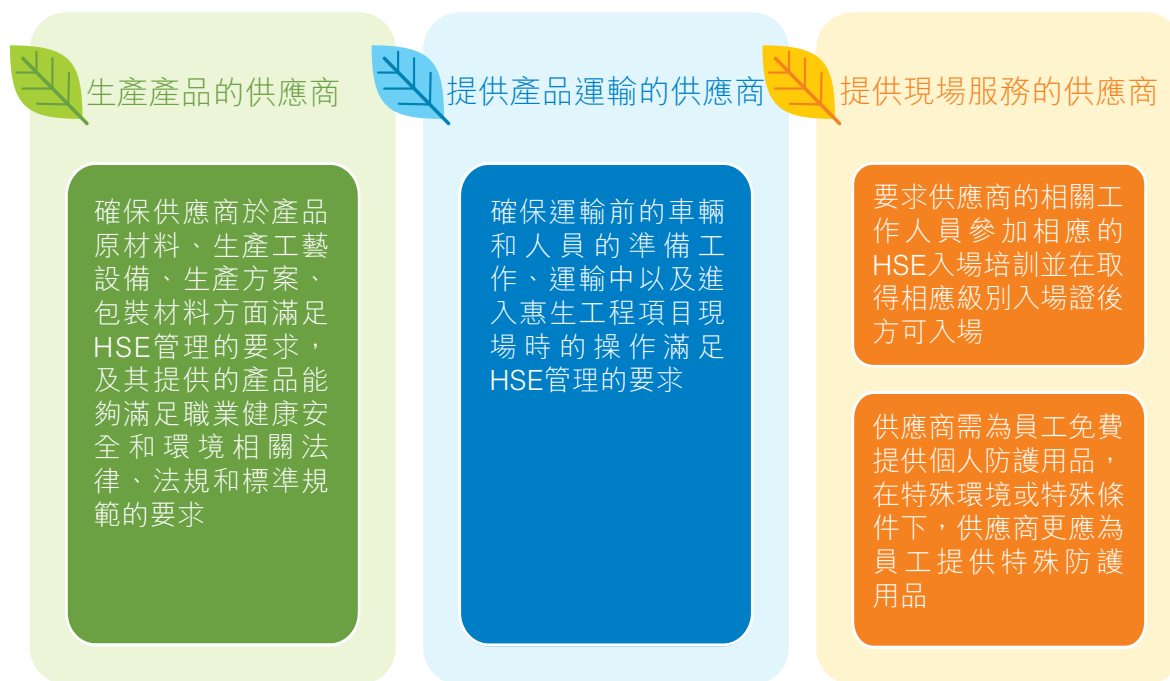 生產產品的供應商
確保供應商於產品
原材料、生產工藝
設備、生產方案、
包裝材料方面滿足
HSE管理的要求，
及其提供的產品能
夠滿足職業健康安
全和環境相關法
律、法規和標準規
範的要求
提供產品運輸的供應商
確保運輸前的車輛
和人員的準備工
作、運輸中以及進
入惠生工程項目現
場時的操作滿足
HSE管理的要求
提供現場服務的供應商
要求供應商的相關工
作人員參加相應的
HSE入場培訓並在取
得相應級別入場證後
方可入場
供應商需為員工免費
提供個人防護用品，
在特殊環境或特殊條
件下，供應商更應為
員工提供特殊防護
用品